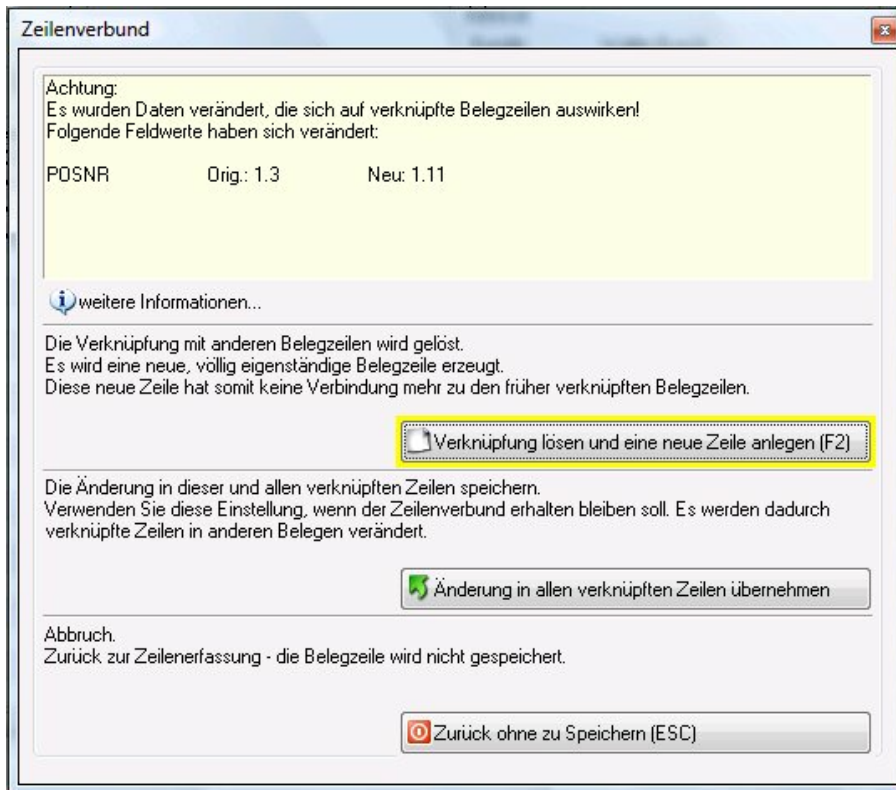 Zeilenverbund
Achtung:
Es wurden Daten verändert, die sich auf verknüpfte Belegzeilen auswirken!
Folgende Feldwerte haben sich verändert:
POSNR Orig.: 1.3 Neu: 1.11
weitere Informationen...
Die Verknüpfung mit anderen Belegzeilen wird gelöst.
Es wird eine neue, völlig eigenständige Belegzeile erzeugt.
Diese neue Zeile hat somit keine Verbindung mehr zu den früher verknüpften Belegzeilen.
Verknüpfung lösen und eine neue Zeile anlegen (F2)
Die Änderung in dieser und allen verknüpften Zeilen speichern.
Verwenden Sie diese Einstellung, wenn der Zeilenverbund erhalten bleiben soll. Es werden dadurch
verknüpfte Zeilen in anderen Belegen verändert.
Änderung in allen verknüpften Zeilen übernehmen
Abbruch.
Zurück zur Zeilenerfassung - die Belegzeile wird nicht gespeichert.
Zurück ohne zu Speichern (ESC)